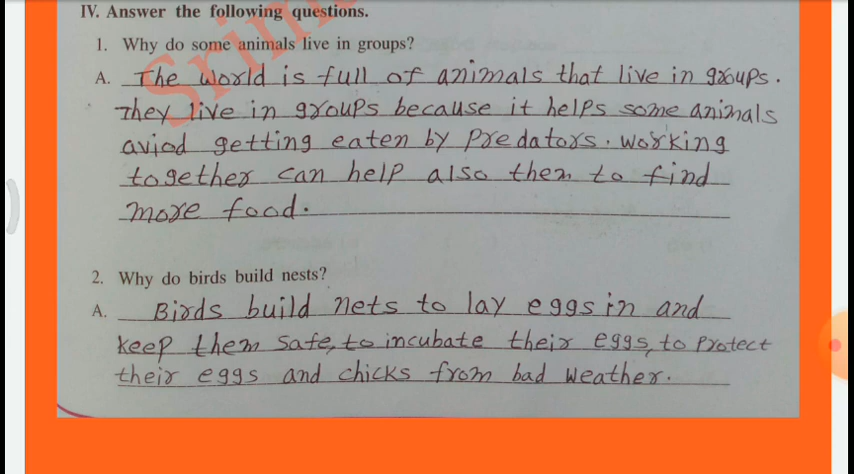 IV. Answer the following questions.
1. Why do some animals live in groups?
A. The world is full of animals that live in groups.
They live in groups because it helps some animals
aviod getting eaten by predators. working
together can help also them to find
more food.
2. Why do birds build nests?
A. Birds build nets to lay eggs in and
keep them safe, to incubate their eggs, to protect
their eggs and chicks from bad weather.